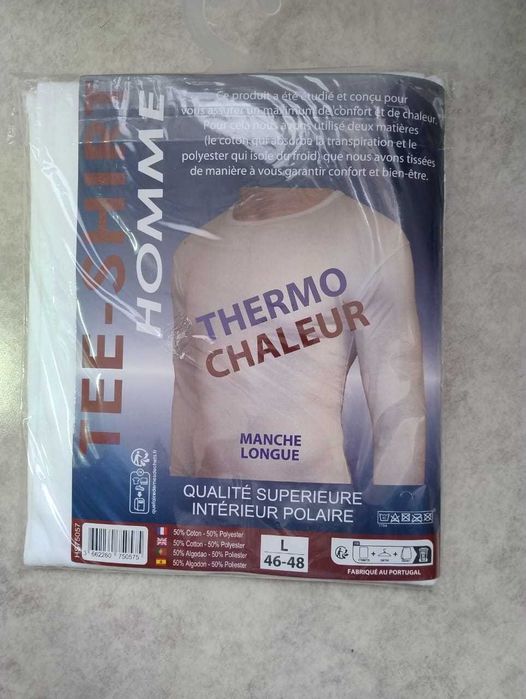 TEE-SHIRT
HOMME
Ce produit a été étudié et conçu pour
vous assurer un maximum de confort et de chaleur.
Pour cela nous avons utilisé deux matières
(le coton qui absorbe la transpiration et le
polyester qui isole du froid) que nous avons tissées
de manière à vous garantir confort et bien-être.
THERMO
CHALEUR
MANCHE
LONGUE
QUALITÉ SUPERIEURE
INTÉRIEUR POLAIRE
50% Coton - 50% Polyester
50% Cotton - 50% Polyester
50% Algodao - 50% Poliester
50% Algodon - 50% Poliester
L
46-48
FABRIQUÉ AU PORTUGAL
3 662260 750575